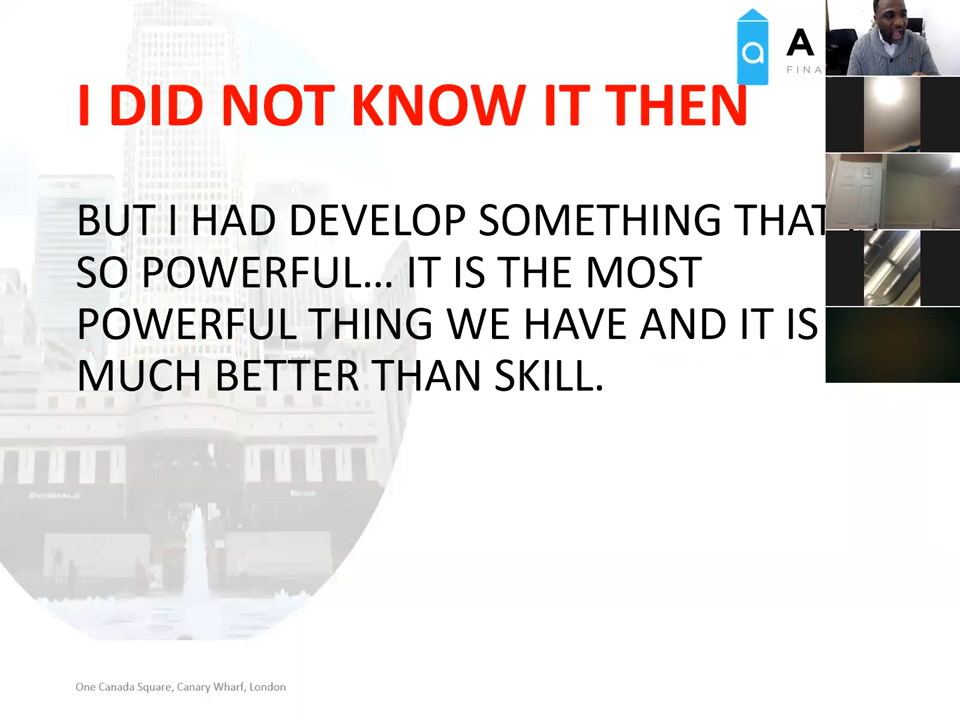 I DID NOT KNOW IT THEN
BUT I HAD DEVELOP SOMETHING THAT
SO POWERFUL... IT IS THE MOST
POWERFUL THING WE HAVE AND IT IS
MUCH BETTER THAN SKILL.
a A
FINA
One Canada Square, Canary Wharf, London